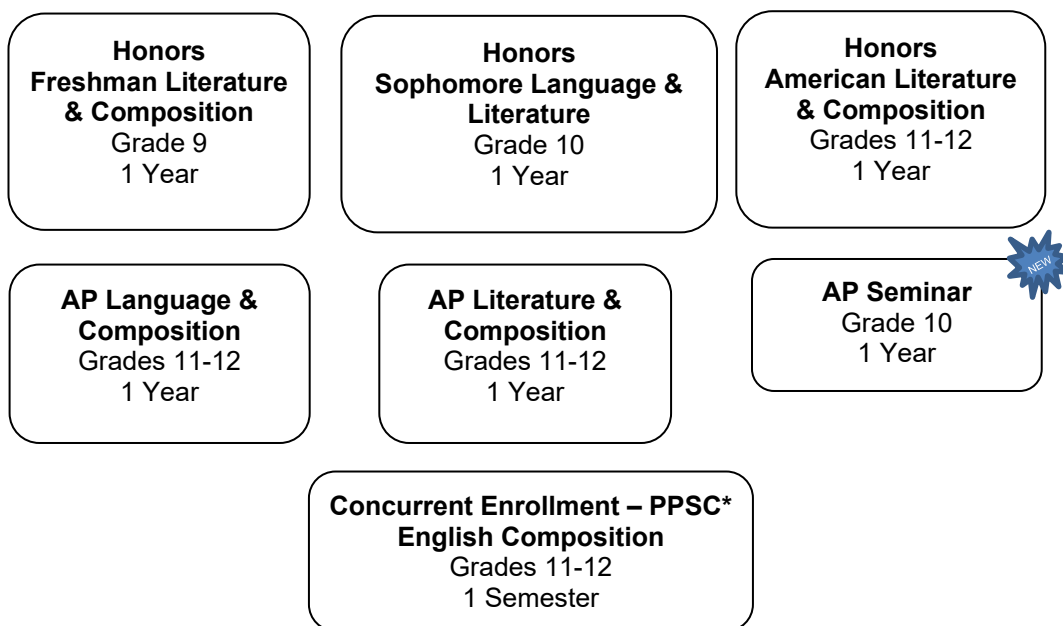 Honors
Freshman Literature
& Composition
Grade 9
1 Year
Honors
Sophomore Language &
Literature
Grade 10
1 Year
Honors
American Literature
& Composition
Grades 11-12
1 Year
AP Language &
Composition
Grades 11-12
1 Year
AP Literature &
Composition
Grades 11-12
1 Year
NEW
AP Seminar
Grade 10
1 Year
Concurrent Enrollment – PPSC*
English Composition
Grades 11-12
1 Semester